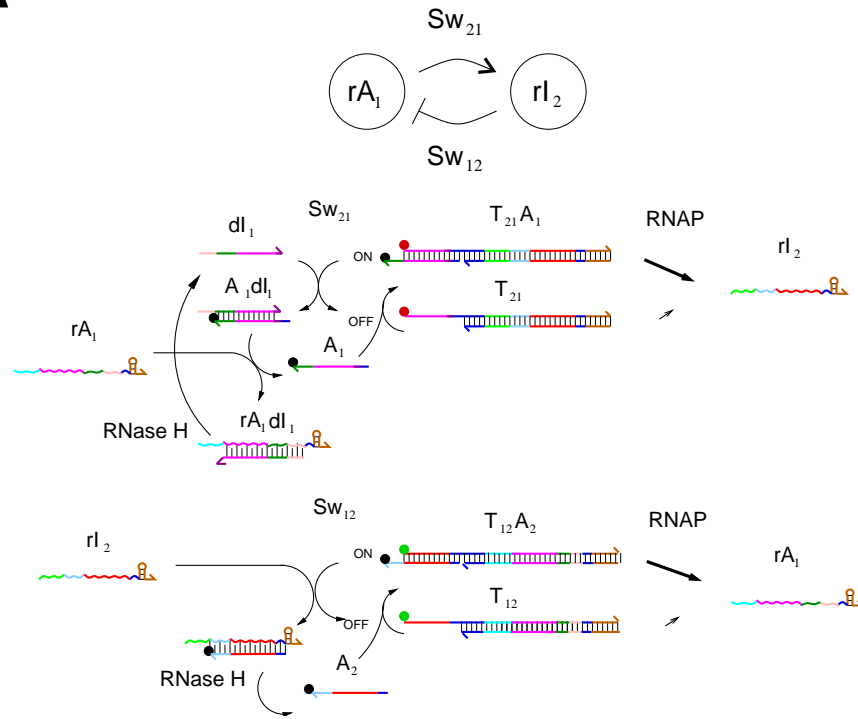 Sw₂₁
rA₁ rI₂
Sw₁₂
dI₁ Sw₂₁ T₂₁A₁ RNAP
ON rI₂
A₁dI₁ T₂₁
OFF
rA₁ A₁
RNase H rA₁dI₁
Sw₁₂ T₁₂A₂ RNAP
rI₂ ON rA₁
T₁₂
OFF
RNase H A₂